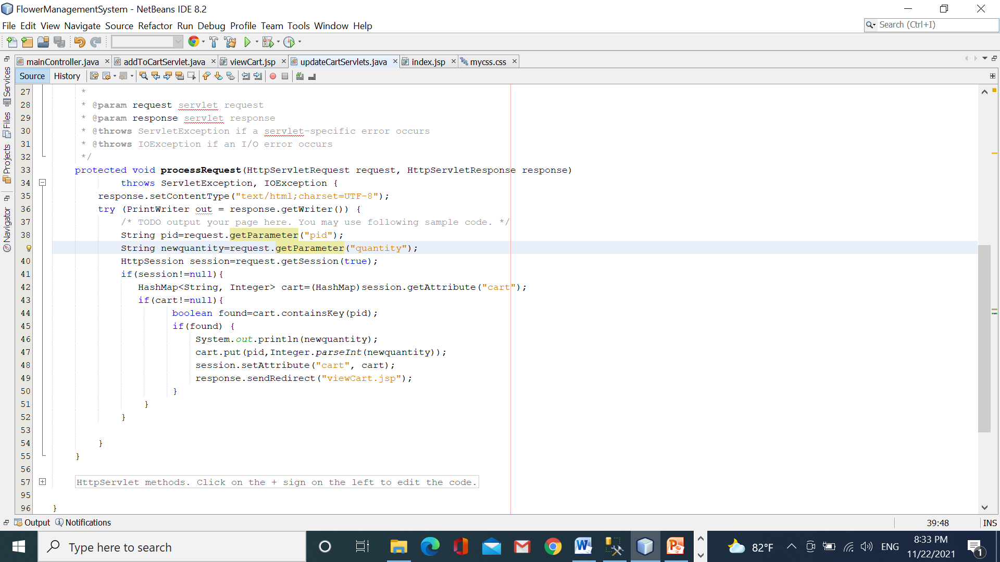 FlowerManagementSystem - NetBeans IDE 8.2
File Edit View Navigate Source Refactor Run Debug Profile Team Tools Window Help
Search (Ctrl+I)
mainController.java addToCartServlet.java viewCart.jsp updateCartServlets.java index.jsp mycss.css
Source History
Services
Files
Projects
Navigator
27 *
28 * @param request servlet request
29 * @param response servlet response
30 * @throws ServletException if a servlet-specific error occurs
31 * @throws IOException if an I/O error occurs
32 */
33 protected void processRequest(HttpServletRequest request, HttpServletResponse response)
34 throws ServletException, IOException {
35 response.setContentType("text/html;charset=UTF-8");
36 try (PrintWriter out = response.getWriter()) {
37 /* TODO output your page here. You may use following sample code. */
38 String pid=request.getParameter("pid");
String newquantity=request.getParameter("quantity");
40 HttpSession session=request.getSession(true);
41 if(session!=null){
42 HashMap<String, Integer> cart=(HashMap)session.getAttribute("cart");
43 if(cart!=null){
44 boolean found=cart.containsKey(pid);
45 if(found) {
46 System.out.println(newquantity);
47 cart.put(pid,Integer.parseInt(newquantity));
48 session.setAttribute("cart", cart);
49 response.sendRedirect("viewCart.jsp");
50 }
51 }
52 }
53
54 }
55 }
56
57 HttpServlet methods. Click on the + sign on the left to edit the code.
95
96 }
Output Notifications
39:48 INS
Type here to search
82°F
ENG
8:33 PM
11/22/2021
1